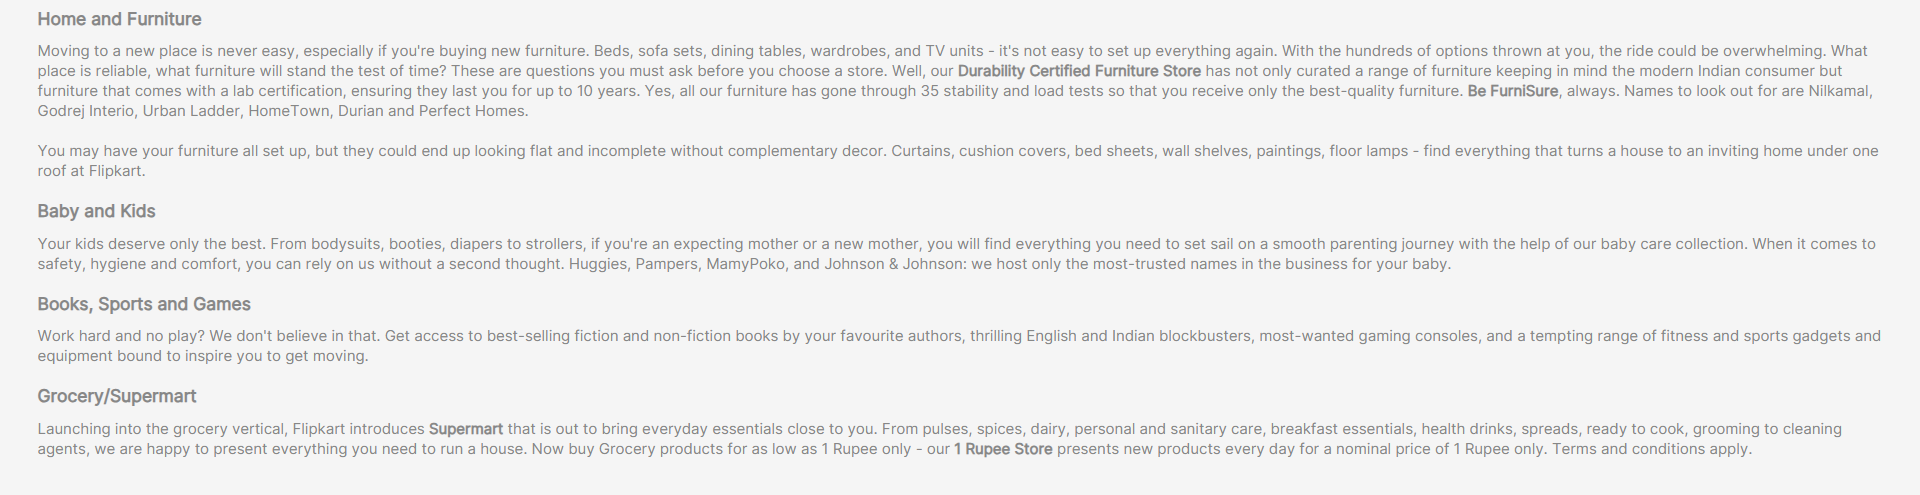 Home and Furniture
Moving to a new place is never easy, especially if you're buying new furniture. Beds, sofa sets, dining tables, wardrobes, and TV units - it's not easy to set up everything again. With the hundreds of options thrown at you, the ride could be overwhelming. What
place is reliable, what furniture will stand the test of time? These are questions you must ask before you choose a store. Well, our Durability Certified Furniture Store has not only curated a range of furniture keeping in mind the modern Indian consumer but
furniture that comes with a lab certification, ensuring they last you for up to 10 years. Yes, all our furniture has gone through 35 stability and load tests so that you receive only the best-quality furniture. Be FurniSure, always. Names to look out for are Nilkamal,
Godrej Interio, Urban Ladder, HomeTown, Durian and Perfect Homes.
You may have your furniture all set up, but they could end up looking flat and incomplete without complementary decor. Curtains, cushion covers, bed sheets, wall shelves, paintings, floor lamps - find everything that turns a house to an inviting home under one
roof at Flipkart.
Baby and Kids
Your kids deserve only the best. From bodysuits, booties, diapers to strollers, if you're an expecting mother or a new mother, you will find everything you need to set sail on a smooth parenting journey with the help of our baby care collection. When it comes to
safety, hygiene and comfort, you can rely on us without a second thought. Huggies, Pampers, MamyPoko, and Johnson & Johnson: we host only the most-trusted names in the business for your baby.
Books, Sports and Games
Work hard and no play? We don't believe in that. Get access to best-selling fiction and non-fiction books by your favourite authors, thrilling English and Indian blockbusters, most-wanted gaming consoles, and a tempting range of fitness and sports gadgets and
equipment bound to inspire you to get moving.
Grocery/Supermart
Launching into the grocery vertical, Flipkart introduces Supermart that is out to bring everyday essentials close to you. From pulses, spices, dairy, personal and sanitary care, breakfast essentials, health drinks, spreads, ready to cook, grooming to cleaning
agents, we are happy to present everything you need to run a house. Now buy Grocery products for as low as 1 Rupee only - our 1 Rupee Store presents new products every day for a nominal price of 1 Rupee only. Terms and conditions apply.